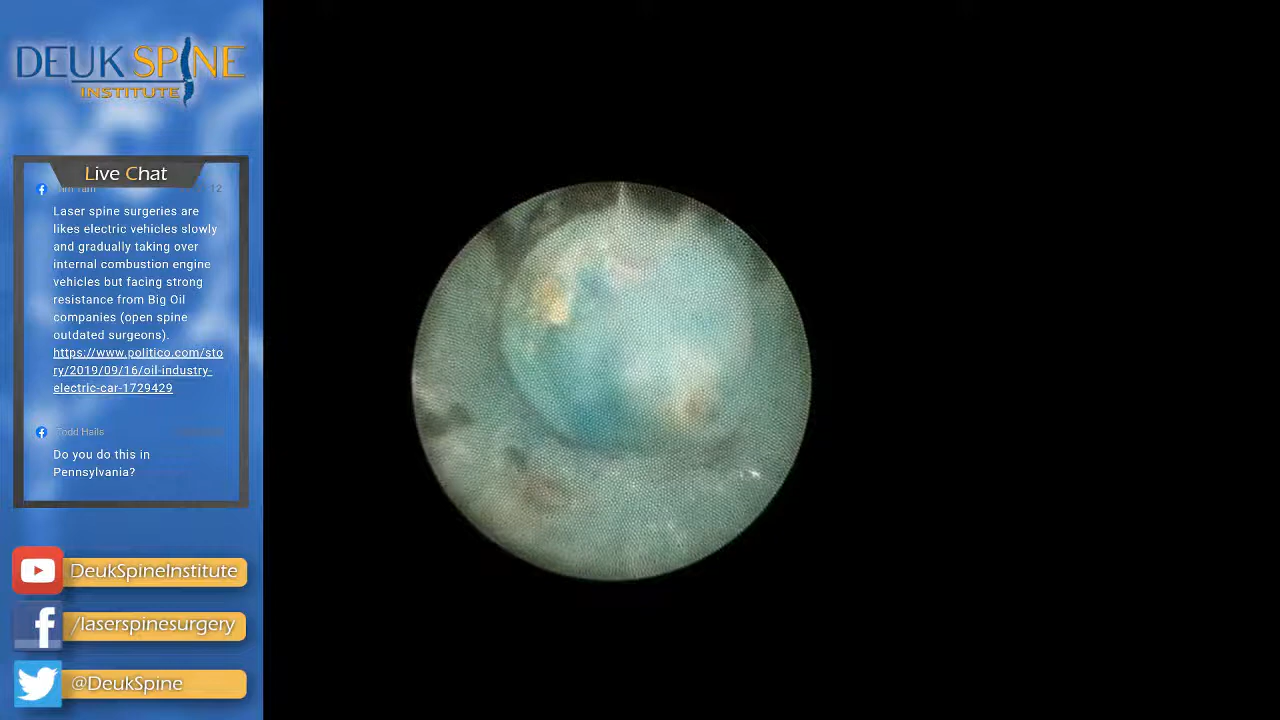 DEUK SPINE
INSTITUTE
Live Chat
12
Laser spine surgeries are
likes electric vehicles slowly
and gradually taking over
internal combustion engine
vehicles but facing strong
resistance from Big Oil
companies (open spine
outdated surgeons).
https://www.politico.com/sto
ry/2019/09/16/oil-industry-
electric-car-1729429
Todd Hails
Do you do this in
Pennsylvania?
DeukSpineInstitute
/laserspinesurgery
@DeukSpine